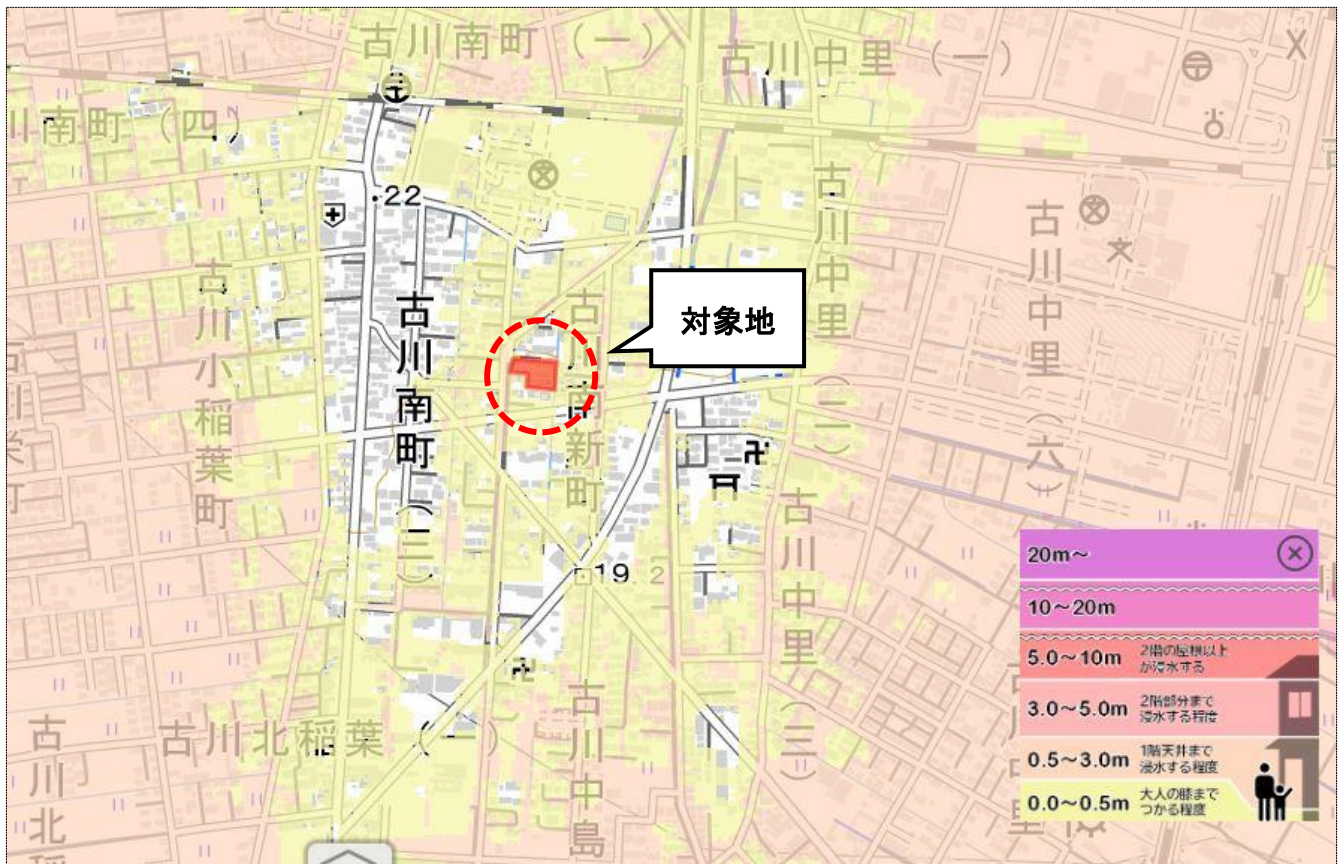 古川南町（一）
古川中里（一）
川南町（四）
22
古川中里（二）
古川中里（六）
古川小稲葉町
古川南町（三）
古川南新町
対象地
19.2
古川中里（三）
古川北稲葉
古川中島
古川北稲
20m～
10～20m
5.0～10m 2階の屋根以上が浸水する
3.0～5.0m 2階部分まで浸水する程度
0.5～3.0m 1階天井まで浸水する程度
0.0～0.5m 大人の膝までつかる程度